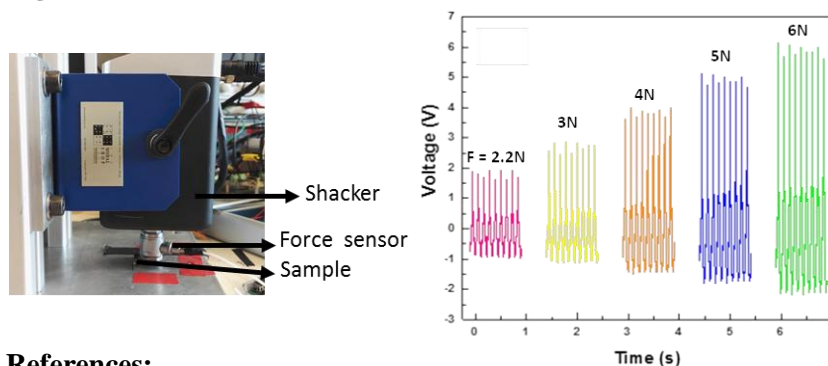 Shacker
Force sensor
Sample
7
6
5
4
3
2
1
0
-1
-2
-3
Voltage (V)
F = 2.2N
3N
4N
5N
6N
0
1
2
3
4
5
6
Time (s)
References: